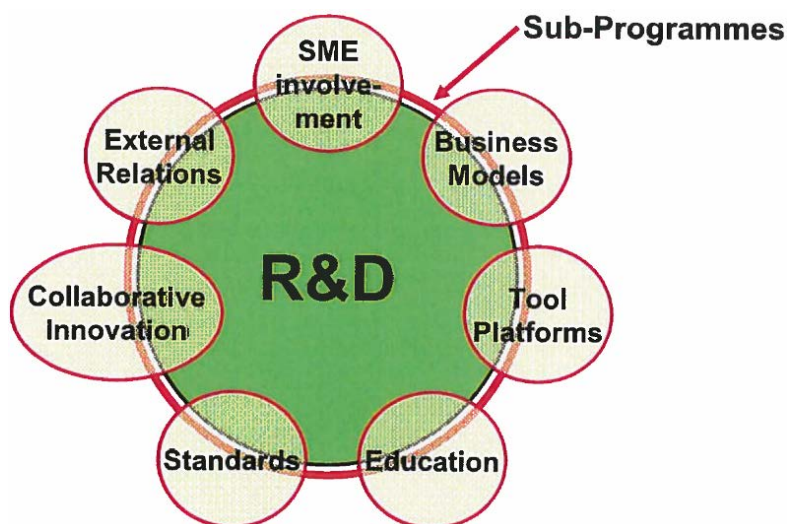 Sub-Programmes
SME
involve-
ment
External
Relations
Business
Models
R&D
Collaborative
Innovation
Tool
Platforms
Standards
Education